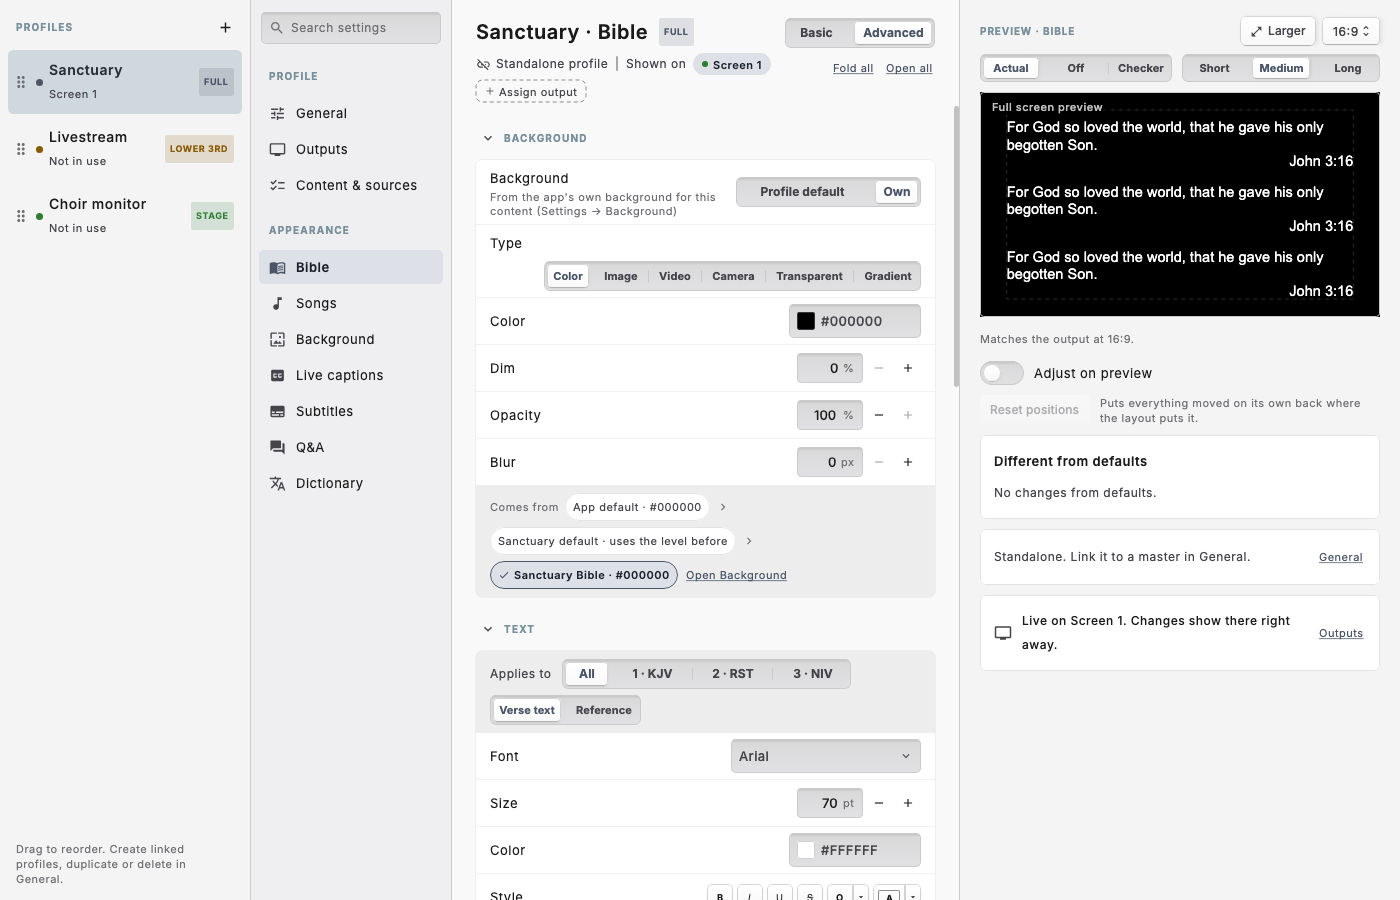 PROFILES
Sanctuary
Screen 1
FULL
Livestream
Not in use
LOWER 3RD
Choir monitor
Not in use
STAGE
Drag to reorder. Create linked
profiles, duplicate or delete in
General.
Search settings
PROFILE
General
Outputs
Content & sources
APPEARANCE
Bible
Songs
Background
Live captions
Subtitles
Q&A
Dictionary
Sanctuary · Bible FULL
Basic Advanced
Standalone profile | Shown on Screen 1
Fold all Open all
+ Assign output
BACKGROUND
Background
From the app's own background for this
content (Settings → Background)
Profile default Own
Type
Color Image Video Camera Transparent Gradient
Color #000000
Dim 0 % − +
Opacity 100 % − +
Blur 0 px − +
Comes from App default · #000000
Sanctuary default · uses the level before
Sanctuary Bible · #000000 Open Background
TEXT
Applies to All 1 · KJV 2 · RST 3 · NIV
Verse text Reference
Font Arial
Size 70 pt − +
Color #FFFFFF
Style B I U S O A
PREVIEW · BIBLE
Larger 16:9
Actual Off Checker Short Medium Long
Full screen preview
For God so loved the world, that he gave his only
begotten Son.
John 3:16
For God so loved the world, that he gave his only
begotten Son.
John 3:16
For God so loved the world, that he gave his only
begotten Son.
John 3:16
Matches the output at 16:9.
Adjust on preview
Reset positions
Puts everything moved on its own back where
the layout puts it.
Different from defaults
No changes from defaults.
Standalone. Link it to a master in General. General
Live on Screen 1. Changes show there right
away.
Outputs